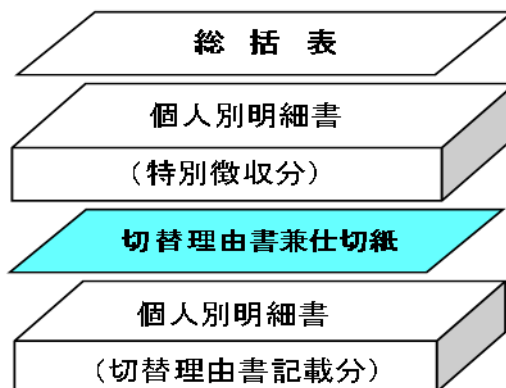 総括表
個人別明細書
(特別徴収分)
切替理由書兼仕切紙
個人別明細書
(切替理由書記載分)